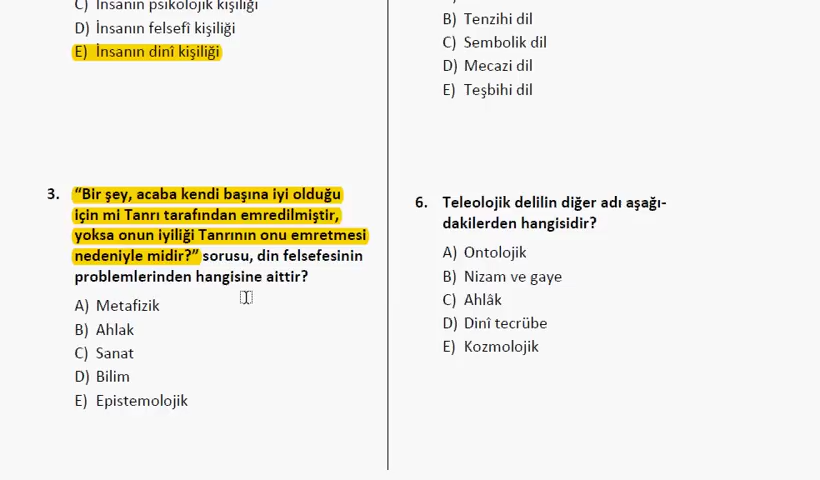 C) İnsanın psikolojik kişiliği
D) İnsanın felsefî kişiliği
E) İnsanın dinî kişiliği
3. “Bir şey, acaba kendi başına iyi olduğu
için mi Tanrı tarafından emredilmiştir,
yoksa onun iyiliği Tanrının onu emretmesi
nedeniyle midir?” sorusu, din felsefesinin
problemlerinden hangisine aittir?
A) Metafizik
B) Ahlak
C) Sanat
D) Bilim
E) Epistemolojik
B) Tenzihi dil
C) Sembolik dil
D) Mecazi dil
E) Teşbihi dil
6. Teleolojik delilin diğer adı aşağı-
dakilerden hangisidir?
A) Ontolojik
B) Nizam ve gaye
C) Ahlâk
D) Dinî tecrübe
E) Kozmolojik